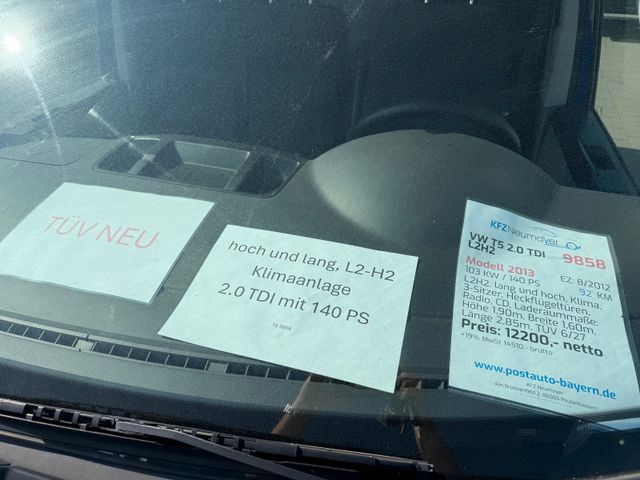 TÜV NEU
hoch und lang, L2-H2
Klimaanlage
2.0 TDI mit 140 PS
KFZNeumayer
VW T5 2.0 TDI 9858
L2H2
Modell 2013 EZ: 8/2012
103 KW / 140 PS 92 KM
L2H2, lang und hoch, Klima,
3-Sitzer, Heckflügeltüren,
Radio, CD, Laderaummaße:
Höhe 1.90m. Breite 1.60m.
Länge 2.85m, TÜV 6/27
Preis: 12200,- netto
+19% MwSt 14510,- brutto
www.postauto-bayern.de
KFZ Neumayer